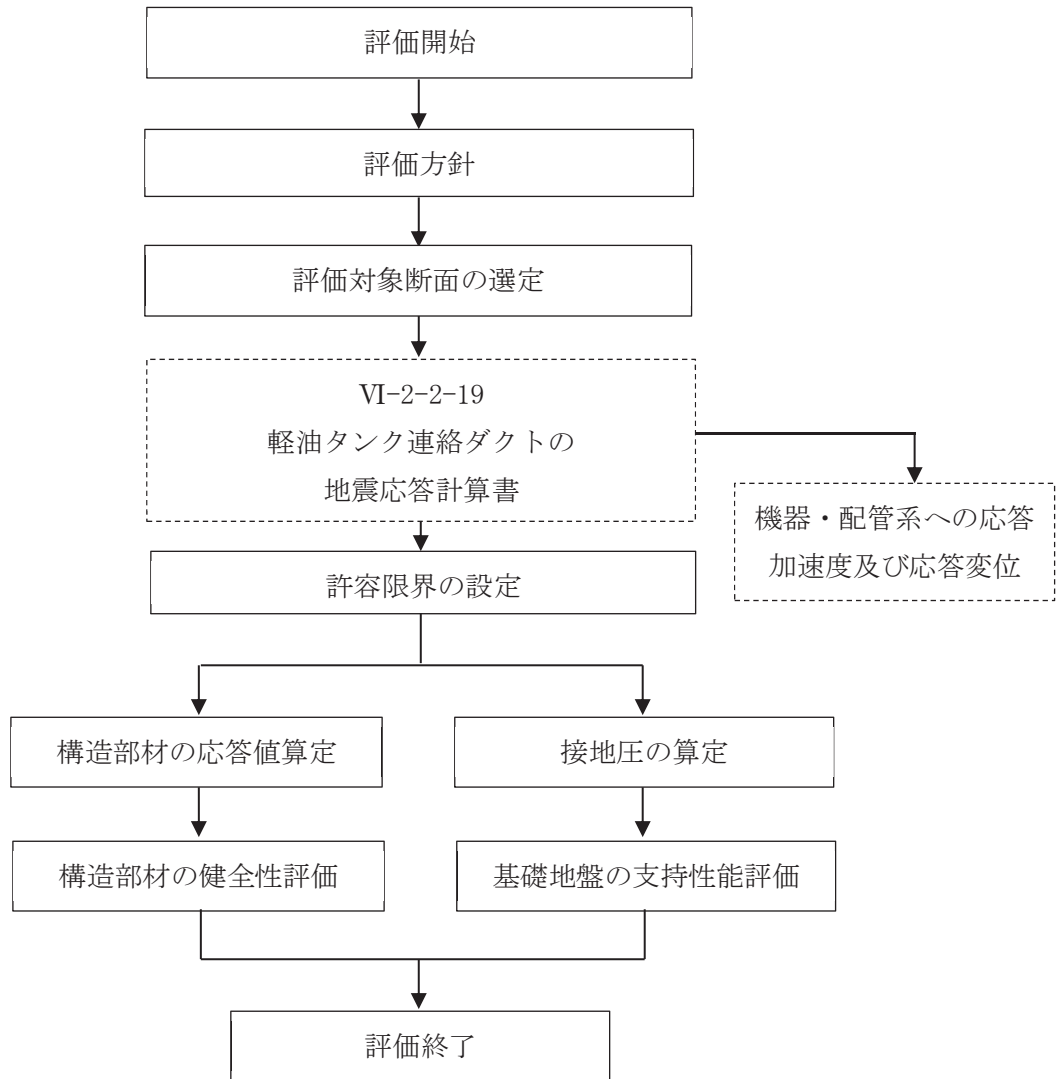 評価開始
評価方針
評価対象断面の選定
Ⅵ-2-2-19
軽油タンク連絡ダクトの
地震応答計算書
機器・配管系への応答
加速度及び応答変位
許容限界の設定
構造部材の応答値算定
接地圧の算定
構造部材の健全性評価
基礎地盤の支持性能評価
評価終了